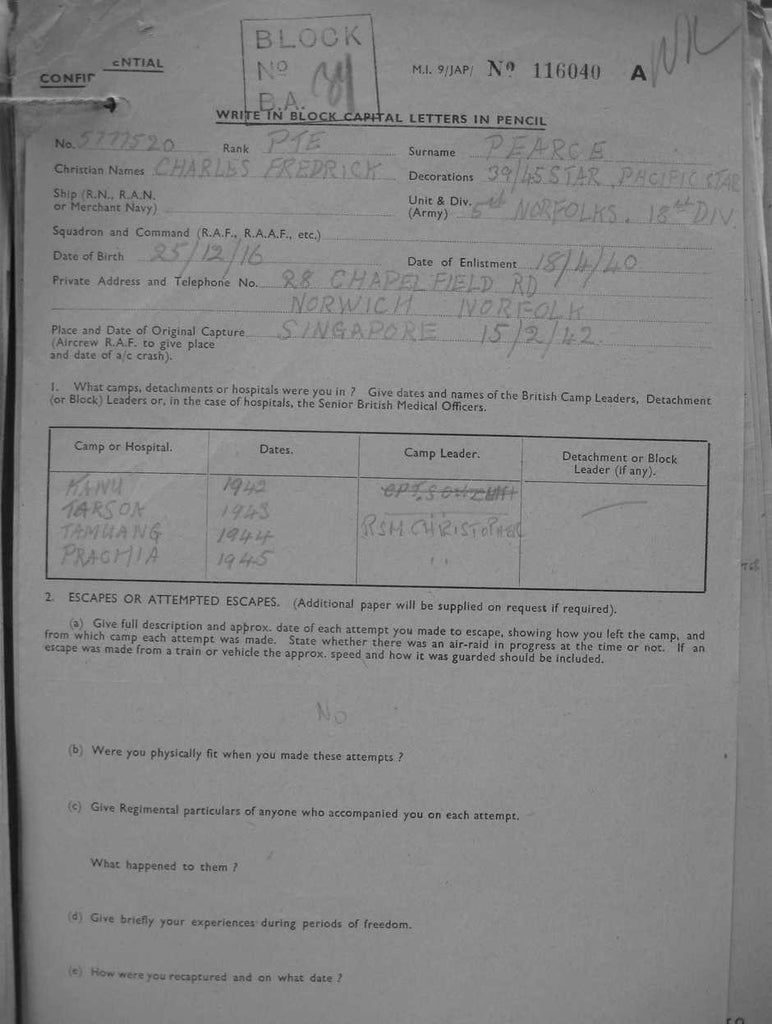 BLOCK
No
B.A.
CONFIDENTIAL
M.I. 9/JAP/ No 116040 A
WRITE IN BLOCK CAPITAL LETTERS IN PENCIL
No. 5777520 Rank PTE Surname PEARCE
Christian Names CHARLES FREDRICK Decorations 39/45 STAR, PACIFIC STAR
Ship (R.N., R.A.N. or Merchant Navy) Unit & Div. (Army) 5th NORFOLKS. 18th DIV
Squadron and Command (R.A.F., R.A.A.F., etc.)
Date of Birth 25/12/16 Date of Enlistment 18/4/40
Private Address and Telephone No. 28 CHAPEL FIELD RD
NORWICH NORFOLK
Place and Date of Original Capture SINGAPORE 15/2/42
(Aircrew R.A.F. to give place
and date of a/c crash).
1. What camps, detachments or hospitals were you in ? Give dates and names of the British Camp Leaders, Detachment
(or Block) Leaders or, in the case of hospitals, the Senior British Medical Officers.
Camp or Hospital. Dates. Camp Leader. Detachment or Block Leader (if any).
KANU 1942
TARSOA 1943
TAMUANG 1944 RSM CHRISTOPHER
PRACHIA 1945 " "
2. ESCAPES OR ATTEMPTED ESCAPES. (Additional paper will be supplied on request if required).
(a) Give full description and approx. date of each attempt you made to escape, showing how you left the camp, and
from which camp each attempt was made. State whether there was an air-raid in progress at the time or not. If an
escape was made from a train or vehicle the approx. speed and how it was guarded should be included.
NO
(b) Were you physically fit when you made these attempts ?
(c) Give Regimental particulars of anyone who accompanied you on each attempt.
What happened to them ?
(d) Give briefly your experiences during periods of freedom.
(e) How were you recaptured and on what date ?